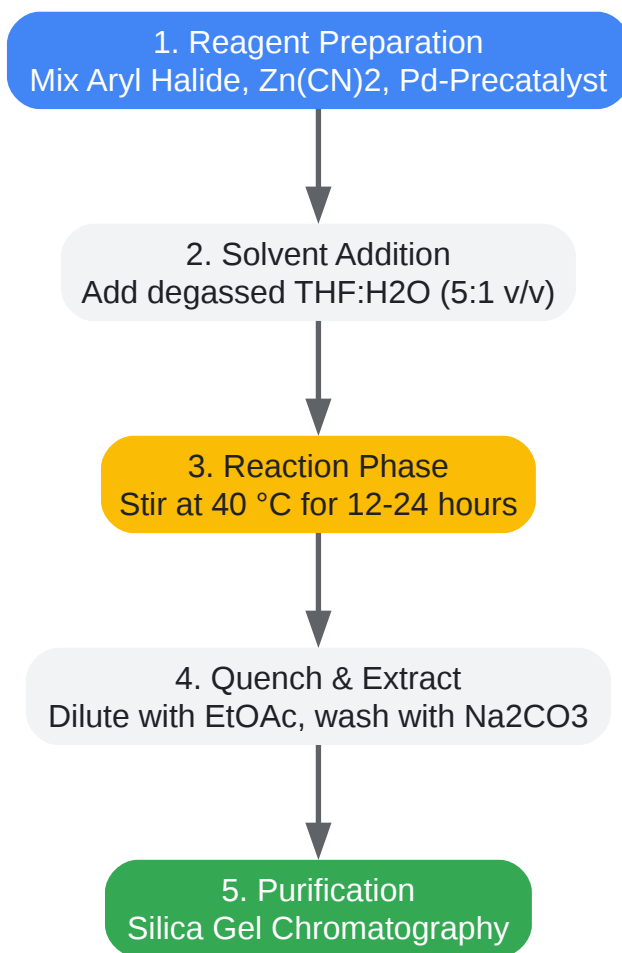 1. Reagent Preparation
Mix Aryl Halide, Zn(CN)2, Pd-Precatalyst
2. Solvent Addition
Add degassed THF:H2O (5:1 v/v)
3. Reaction Phase
Stir at 40 °C for 12-24 hours
4. Quench & Extract
Dilute with EtOAc, wash with Na2CO3
5. Purification
Silica Gel Chromatography